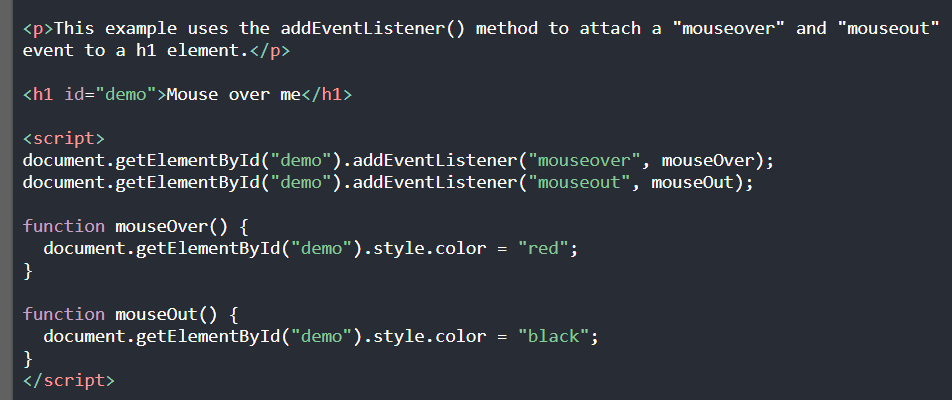 <p>This example uses the addEventListener() method to attach a "mouseover" and "mouseout"
event to a h1 element.</p>
<h1 id="demo">Mouse over me</h1>
<script>
document.getElementById("demo").addEventListener("mouseover", mouseOver);
document.getElementById("demo").addEventListener("mouseout", mouseOut);
function mouseOver() {
  document.getElementById("demo").style.color = "red";
}
function mouseOut() {
  document.getElementById("demo").style.color = "black";
}
</script>